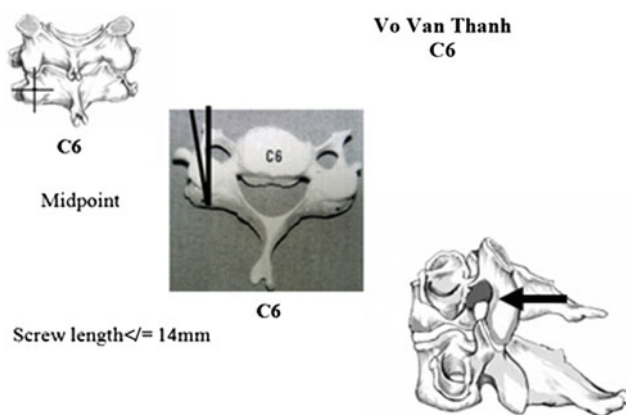 Vo Van Thanh
C6
C6
Midpoint
C6
C6
Screw length</= 14mm